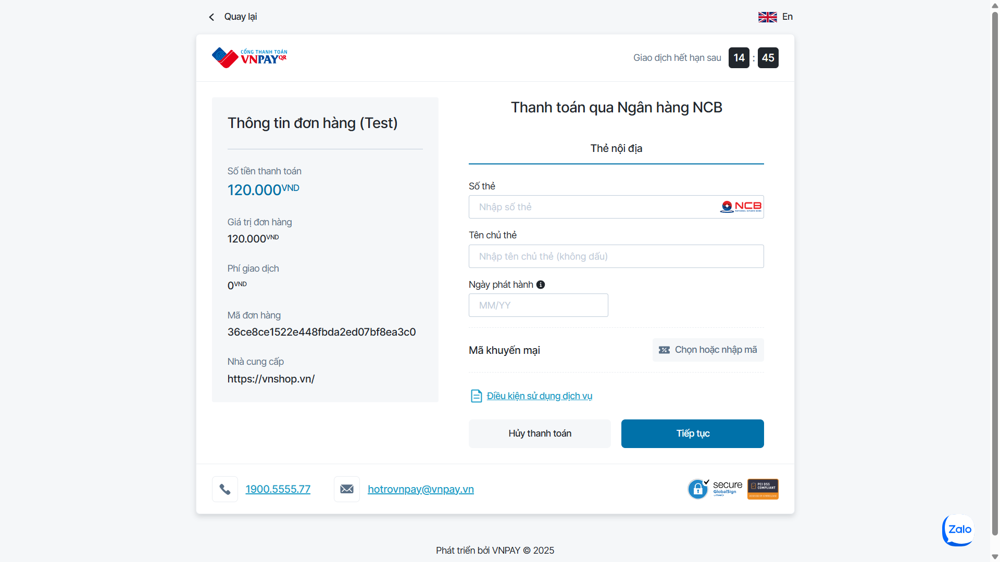 Quay lại
En
CỔNG THANH TOÁN
VNPAYQR
Giao dịch hết hạn sau 14 : 45
Thông tin đơn hàng (Test)
Số tiền thanh toán
120.000VND
Giá trị đơn hàng
120.000VND
Phí giao dịch
0VND
Mã đơn hàng
36ce8ce1522e448fbda2ed07bf8ea3c0
Nhà cung cấp
https://vnshop.vn/
Thanh toán qua Ngân hàng NCB
Thẻ nội địa
Số thẻ
Nhập số thẻ
NCB
NATIONAL CITIZEN BANK
Tên chủ thẻ
Nhập tên chủ thẻ (không dấu)
Ngày phát hành
MM/YY
Mã khuyến mại
Chọn hoặc nhập mã
Điều kiện sử dụng dịch vụ
Hủy thanh toán
Tiếp tục
1900.5555.77
hotrovnpay@vnpay.vn
secure
GlobalSign
PCI DSS
COMPLIANT
Zalo
Phát triển bởi VNPAY © 2025